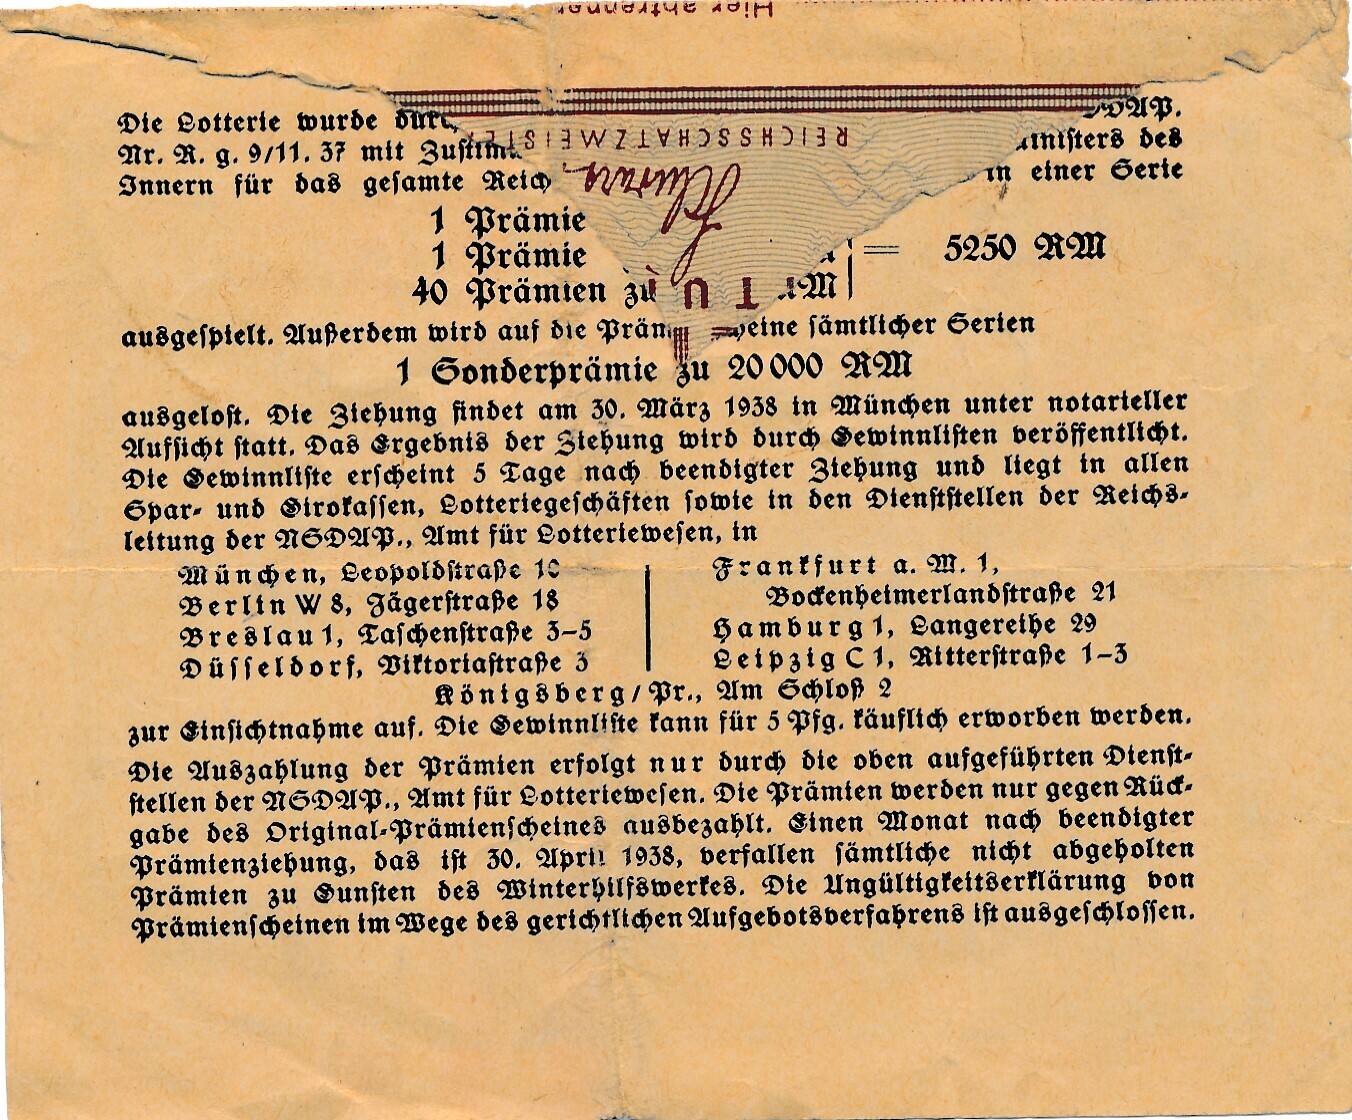 Hier abtrennen
Die Lotterie wurde durch DAP.
Nr. R. g. 9/11. 37 mit Zustim ministers des
Innern für das gesamte Reich in einer Serie
REICHSSCHATZMEISTER
Schwarz
1 Prämie
1 Prämie = 5250 RM
40 Prämien zu RM
TU
ausgespielt. Außerdem wird auf die Präm eine sämtlicher Serien
1 Sonderprämie zu 20 000 RM
ausgelost. Die Ziehung findet am 30. März 1938 in München unter notarieller
Aufsicht statt. Das Ergebnis der Ziehung wird durch Gewinnlisten veröffentlicht.
Die Gewinnliste erscheint 5 Tage nach beendigter Ziehung und liegt in allen
Spar- und Girokassen, Lotteriegeschäften sowie in den Dienststellen der Reichs-
leitung der NSDAP., Amt für Lotteriewesen, in
München, Leopoldstraße 10
Berlin W 8, Jägerstraße 18
Breslau 1, Taschenstraße 3–5
Düsseldorf, Viktoriastraße 3
Frankfurt a. M. 1,
Bockenheimerlandstraße 21
Hamburg 1, Langereihe 29
Leipzig C 1, Ritterstraße 1–3
Königsberg/Pr., Am Schloß 2
zur Einsichtnahme auf. Die Gewinnliste kann für 5 Pfg. käuflich erworben werden.
Die Auszahlung der Prämien erfolgt nur durch die oben aufgeführten Dienst-
stellen der NSDAP., Amt für Lotteriewesen. Die Prämien werden nur gegen Rück-
gabe des Original-Prämienscheines ausbezahlt. Einen Monat nach beendigter
Prämienziehung, das ist 30. April 1938, verfallen sämtliche nicht abgeholten
Prämien zu Gunsten des Winterhilfswerkes. Die Ungültigkeitserklärung von
Prämienscheinen im Wege des gerichtlichen Aufgebotsverfahrens ist ausgeschlossen.